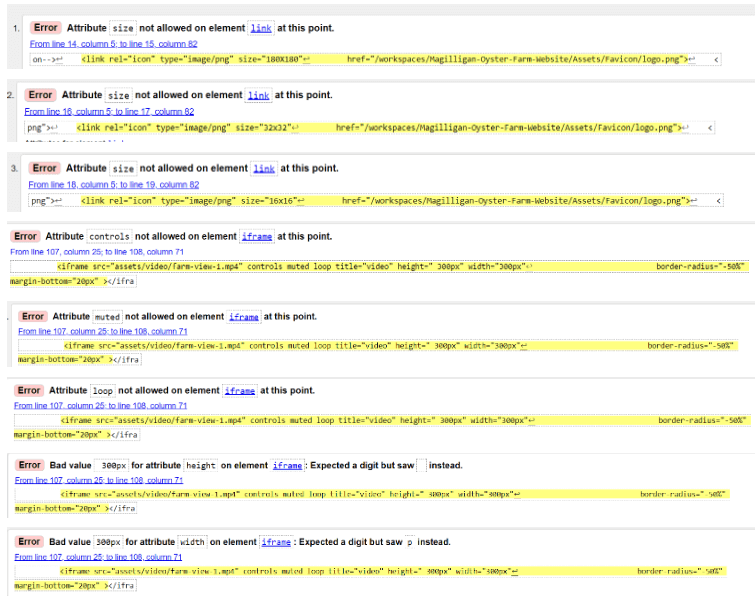 1. Error Attribute size not allowed on element link at this point.
From line 14, column 5; to line 15, column 82
on-->↩ <link rel="icon" type="image/png" size="180X180"↩ href="/workspaces/Magilligan-Oyster-Farm-Website/Assets/Favicon/logo.png">↩ <
2. Error Attribute size not allowed on element link at this point.
From line 16, column 5; to line 17, column 82
png">↩ <link rel="icon" type="image/png" size="32x32"↩ href="/workspaces/Magilligan-Oyster-Farm-Website/Assets/Favicon/logo.png">↩ <
3. Error Attribute size not allowed on element link at this point.
From line 18, column 5; to line 19, column 82
png">↩ <link rel="icon" type="image/png" size="16x16"↩ href="/workspaces/Magilligan-Oyster-Farm-Website/Assets/Favicon/logo.png">↩ <
Error Attribute controls not allowed on element iframe at this point.
From line 107, column 25; to line 108, column 71
<iframe src="assets/video/farm-view-1.mp4" controls muted loop title="video" height=" 300px" width="300px"↩ border-radius="-50%"
margin-bottom="20px" ></ifra
Error Attribute muted not allowed on element iframe at this point.
From line 107, column 25; to line 108, column 71
<iframe src="assets/video/farm-view-1.mp4" controls muted loop title="video" height=" 300px" width="300px"↩ border-radius="-50%"
margin-bottom="20px" ></ifra
Error Attribute loop not allowed on element iframe at this point.
From line 107, column 25; to line 108, column 71
<iframe src="assets/video/farm-view-1.mp4" controls muted loop title="video" height=" 300px" width="300px"↩ border-radius="-50%"
margin-bottom="20px" ></ifra
Error Bad value 300px for attribute height on element iframe : Expected a digit but saw instead.
From line 107, column 25; to line 108, column 71
<iframe src="assets/video/farm-view-1.mp4" controls muted loop title="video" height=" 300px" width="300px"↩ border-radius="-50%"
margin-bottom="20px" ></ifra
Error Bad value 300px for attribute width on element iframe : Expected a digit but saw p instead.
From line 107, column 25; to line 108, column 71
<iframe src="assets/video/farm-view-1.mp4" controls muted loop title="video" height=" 300px" width="300px"↩ border-radius="-50%"
margin-bottom="20px" ></ifra